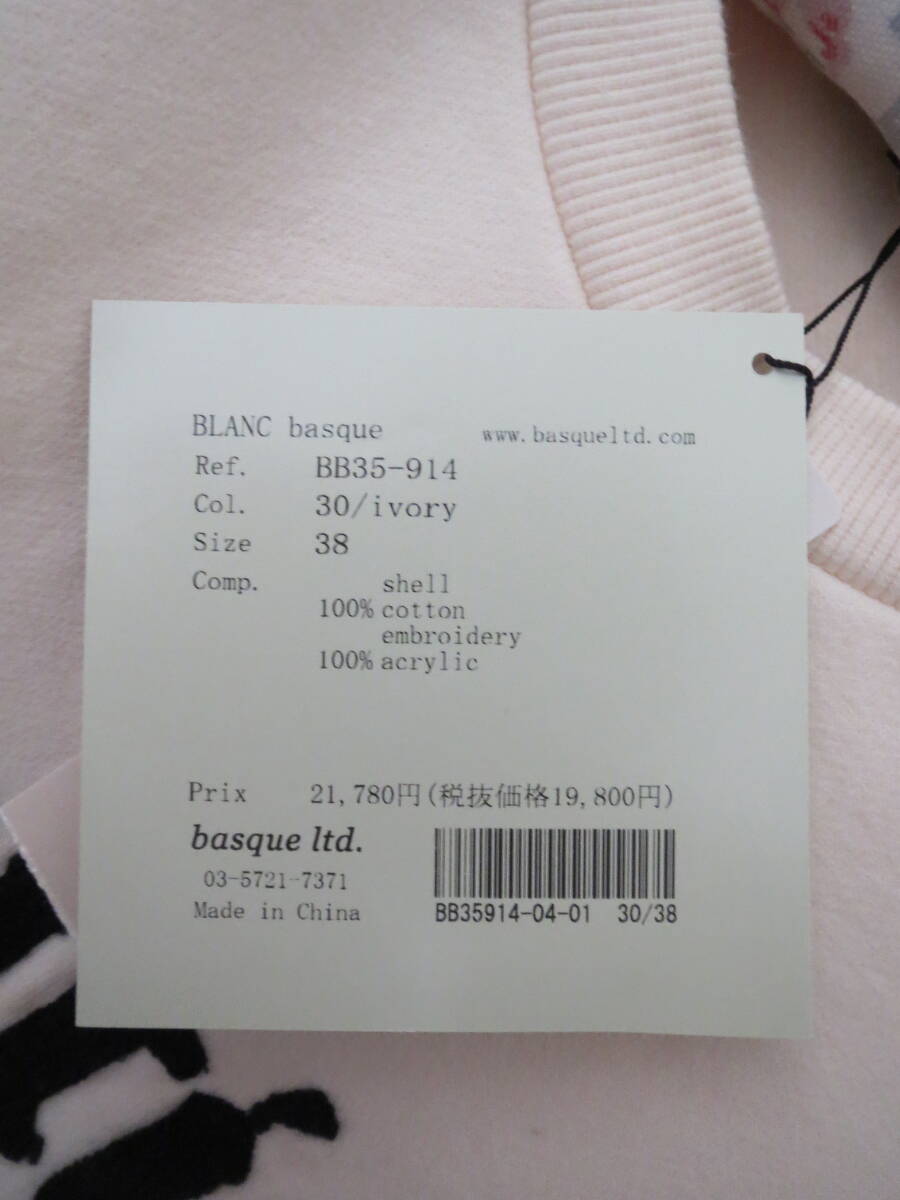 BLANC basque www.basqueltd.com
Ref. BB35-914
Col. 30/ivory
Size 38
Comp. shell
100% cotton
embroidery
100% acrylic
Prix 21,780円(税抜価格19,800円)
basque ltd.
03-5721-7371
Made in China
BB35914-04-01 30/38